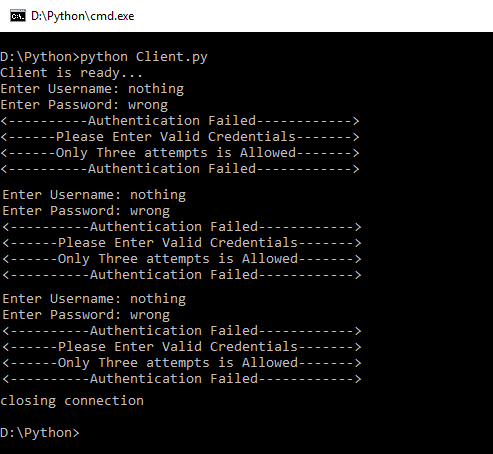 D:\Python\cmd.exe
D:\Python>python Client.py
Client is ready...
Enter Username: nothing
Enter Password: wrong
<----------Authentication Failed------------>
<------Please Enter Valid Credentials------->
<------Only Three attempts is Allowed------->
<----------Authentication Failed------------>
Enter Username: nothing
Enter Password: wrong
<----------Authentication Failed------------>
<------Please Enter Valid Credentials------->
<------Only Three attempts is Allowed------->
<----------Authentication Failed------------>
Enter Username: nothing
Enter Password: wrong
<----------Authentication Failed------------>
<------Please Enter Valid Credentials------->
<------Only Three attempts is Allowed------->
<----------Authentication Failed------------>
closing connection
D:\Python>